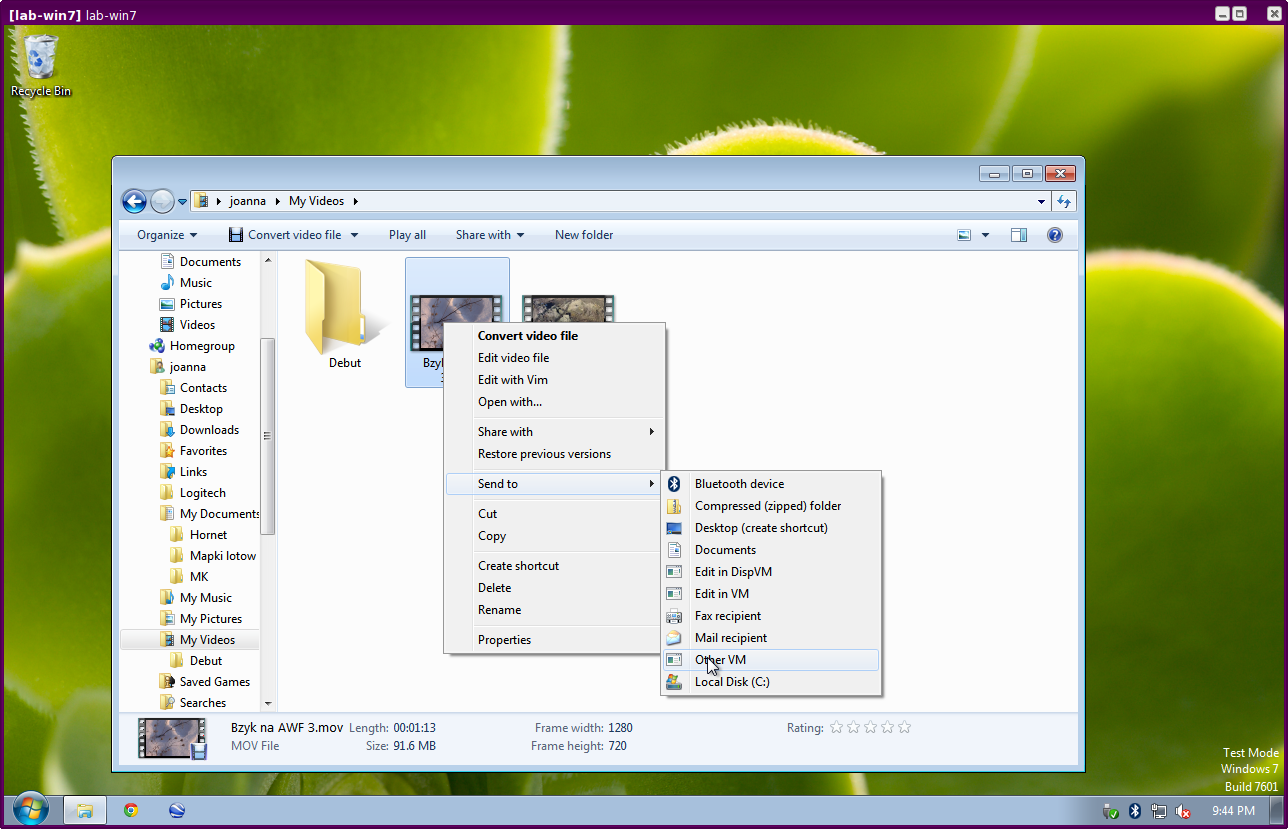 [lab-win7] lab-win7
Recycle Bin
joanna
My Videos
Organize
Convert video file
Play all
Share with
New folder
Documents
Music
Pictures
Videos
Homegroup
joanna
Contacts
Desktop
Downloads
Favorites
Links
Logitech
My Documents
Hornet
Mapki lotow
MK
My Music
My Pictures
My Videos
Debut
Saved Games
Searches
Debut
Convert video file
Edit video file
Edit with Vim
Open with...
Share with
Restore previous versions
Send to
Cut
Copy
Create shortcut
Delete
Rename
Properties
Bluetooth device
Compressed (zipped) folder
Desktop (create shortcut)
Documents
Edit in DispVM
Edit in VM
Fax recipient
Mail recipient
Other VM
Local Disk (C:)
Bzyk na AWF 3.mov Length: 00:01:13 Frame width: 1280 Rating:
MOV File Size: 91.6 MB Frame height: 720
Test Mode
Windows 7
Build 7601
9:44 PM